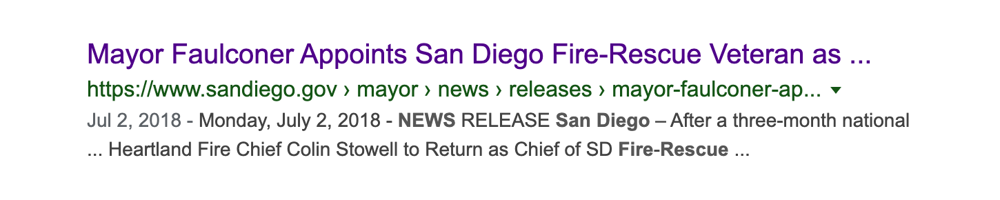 Mayor Faulconer Appoints San Diego Fire-Rescue Veteran as ...
https://www.sandiego.gov › mayor › news › releases › mayor-faulconer-ap...
Jul 2, 2018 - Monday, July 2, 2018 - NEWS RELEASE San Diego – After a three-month national
... Heartland Fire Chief Colin Stowell to Return as Chief of SD Fire-Rescue ...